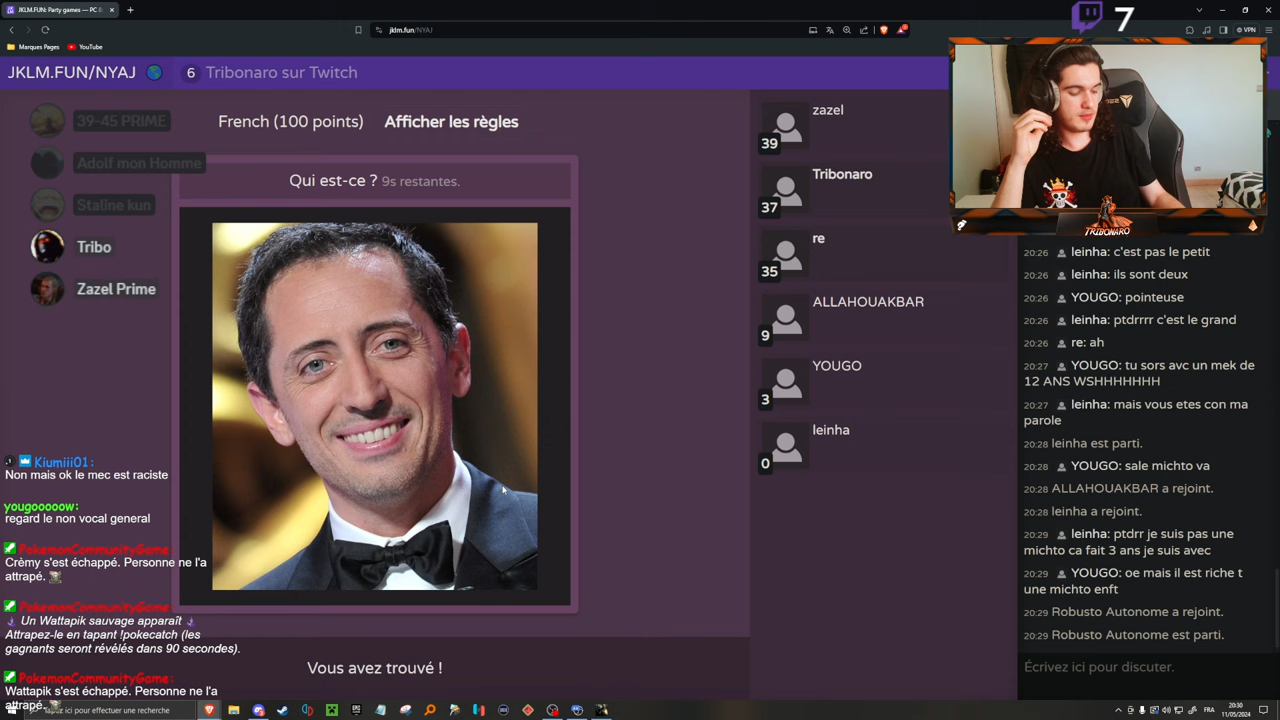 JKLM.FUN: Party games — PC B
7
jklm.fun/NYAJ
VPN
Marques Pages
YouTube
JKLM.FUN/NYAJ
6 Tribonaro sur Twitch
39-45 PRIME
Adolf mon Homme
Staline kun
Tribo
Zazel Prime
French (100 points) Afficher les règles
Qui est-ce ? 9s restantes.
Vous avez trouvé !
zazel
39
Tribonaro
37
re
35
ALLAHOUAKBAR
9
YOUGO
3
leinha
0
TRIBONARO
20:26 leinha: c'est pas le petit
20:26 leinha: ils sont deux
20:26 YOUGO: pointeuse
20:26 leinha: ptdrrrr c'est le grand
20:26 re: ah
20:27 YOUGO: tu sors avc un mek de
12 ANS WSHHHHHHH
20:27 leinha: mais vous etes con ma
parole
20:28 leinha est parti.
20:28 YOUGO: sale michto va
20:28 ALLAHOUAKBAR a rejoint.
20:28 leinha a rejoint.
20:29 leinha: ptdr je suis pas une
michto ca fait 3 ans je suis avec
20:29 YOUGO: oe mais il est riche t
une michto enft
20:29 Robusto Autonome a rejoint.
20:29 Robusto Autonome est parti.
Écrivez ici pour discuter.
Kiumiii01:
Non mais ok le mec est raciste
yougooooow:
regard le non vocal general
PokemonCommunityGame:
Crèmy s'est échappé. Personne ne l'a
attrapé.
PokemonCommunityGame:
Un Wattapik sauvage apparaît
Attrapez-le en tapant !pokecatch (les
gagnants seront révélés dans 90 secondes).
PokemonCommunityGame:
Wattapik s'est échappé. Personne ne l'a
attrapé.
Tapez ici pour effectuer une recherche
FRA
20:30
11/05/2024